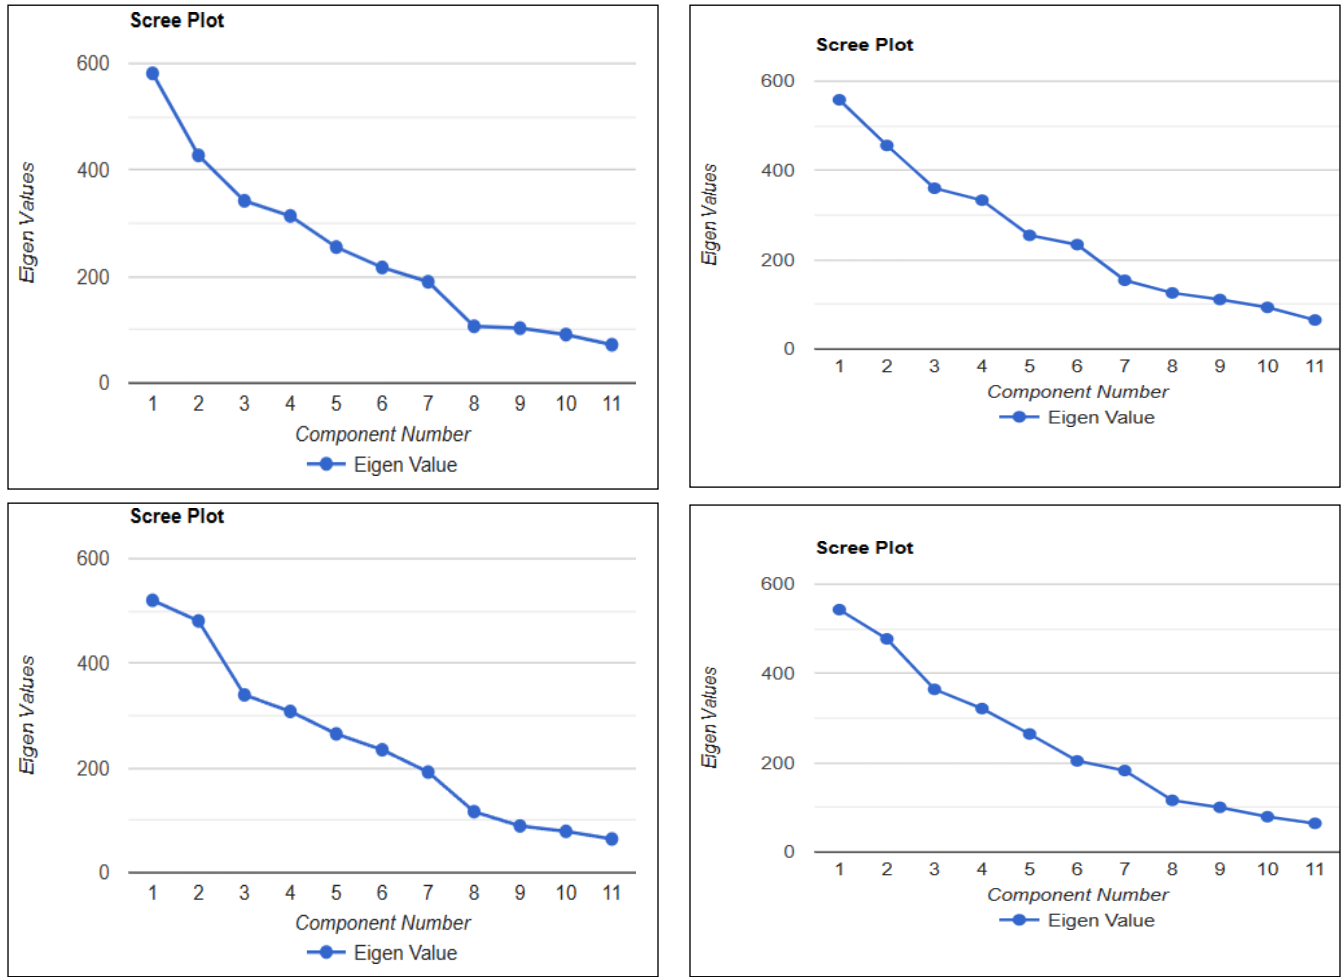 Scree Plot
600
400
200
0
Eigen Values
1 2 3 4 5 6 7 8 9 10 11
Component Number
Eigen Value
Scree Plot
600
400
200
0
Eigen Values
1 2 3 4 5 6 7 8 9 10 11
Component Number
Eigen Value
Scree Plot
600
400
200
0
Eigen Values
1 2 3 4 5 6 7 8 9 10 11
Component Number
Eigen Value
Scree Plot
600
400
200
0
Eigen Values
1 2 3 4 5 6 7 8 9 10 11
Component Number
Eigen Value